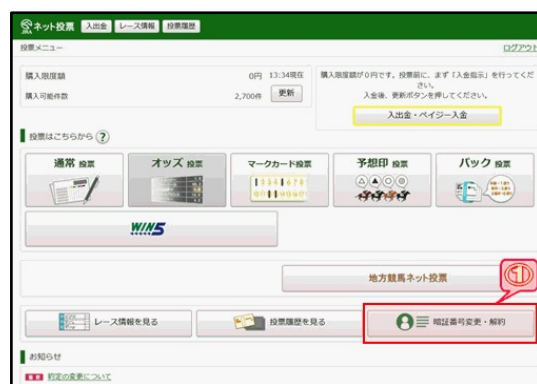 JRA ネット投票 入出金 レース情報 投票履歴
投票メニュー ログアウト
購入限度額 0円 13:34現在
購入可能件数 2,700件 更新
購入限度額が0円です。投票前に、まず「入金指示」を行ってくだ
さい。
入金後、更新ボタンを押してください。
入出金・ペイジー入金
投票はこちらから ?
通常 投票 オッズ 投票 マークカード投票 予想印 投票 パック 投票
WIN5
地方競馬ネット投票
①
レース情報を見る 投票履歴を見る 暗証番号変更・解約
お知らせ
約定の変更について